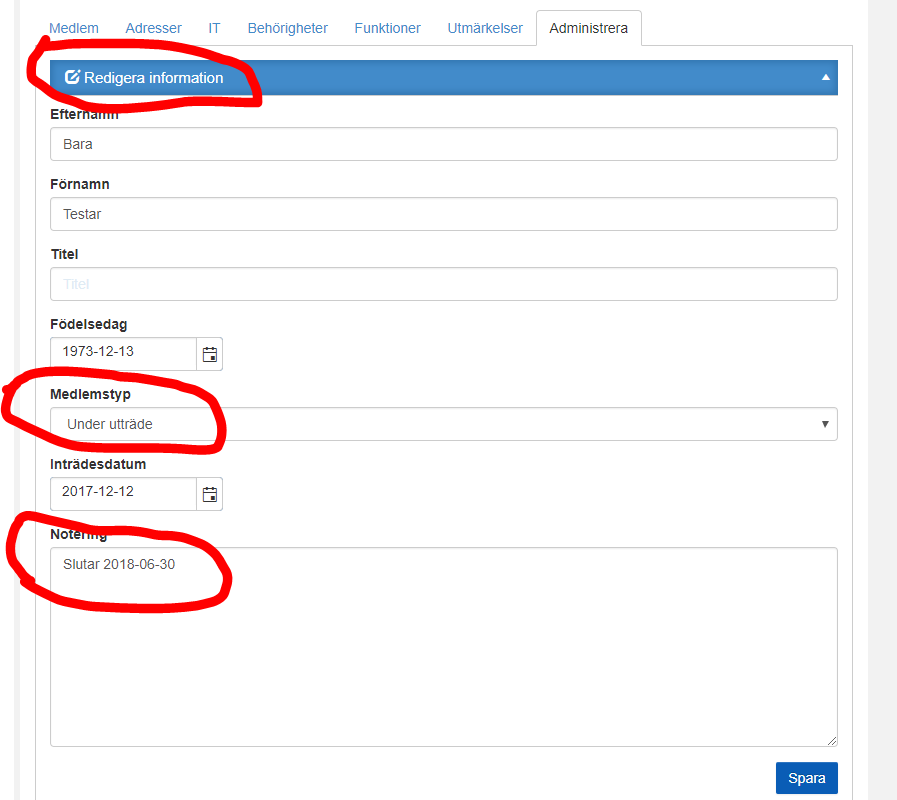 Medlem Adresser IT Behörigheter Funktioner Utmärkelser Administrera
Redigera information
Efternamn
Bara
Förnamn
Testar
Titel
Titel
Födelsedag
1973-12-13
Medlemstyp
Under utträde
Inträdesdatum
2017-12-12
Notering
Slutar 2018-06-30
Spara